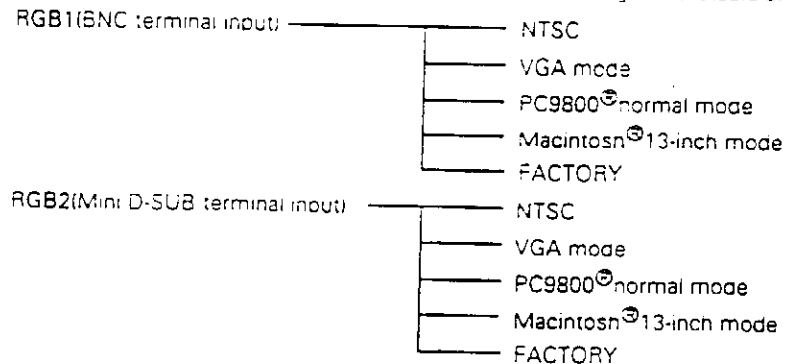 RGB1(BNC terminal input) NTSC
VGA mode
PC9800®normal mode
Macintosh®13-inch mode
FACTORY
RGB2(Mini D-SUB terminal input) NTSC
VGA mode
PC9800®normal mode
Macintosh®13-inch mode
FACTORY